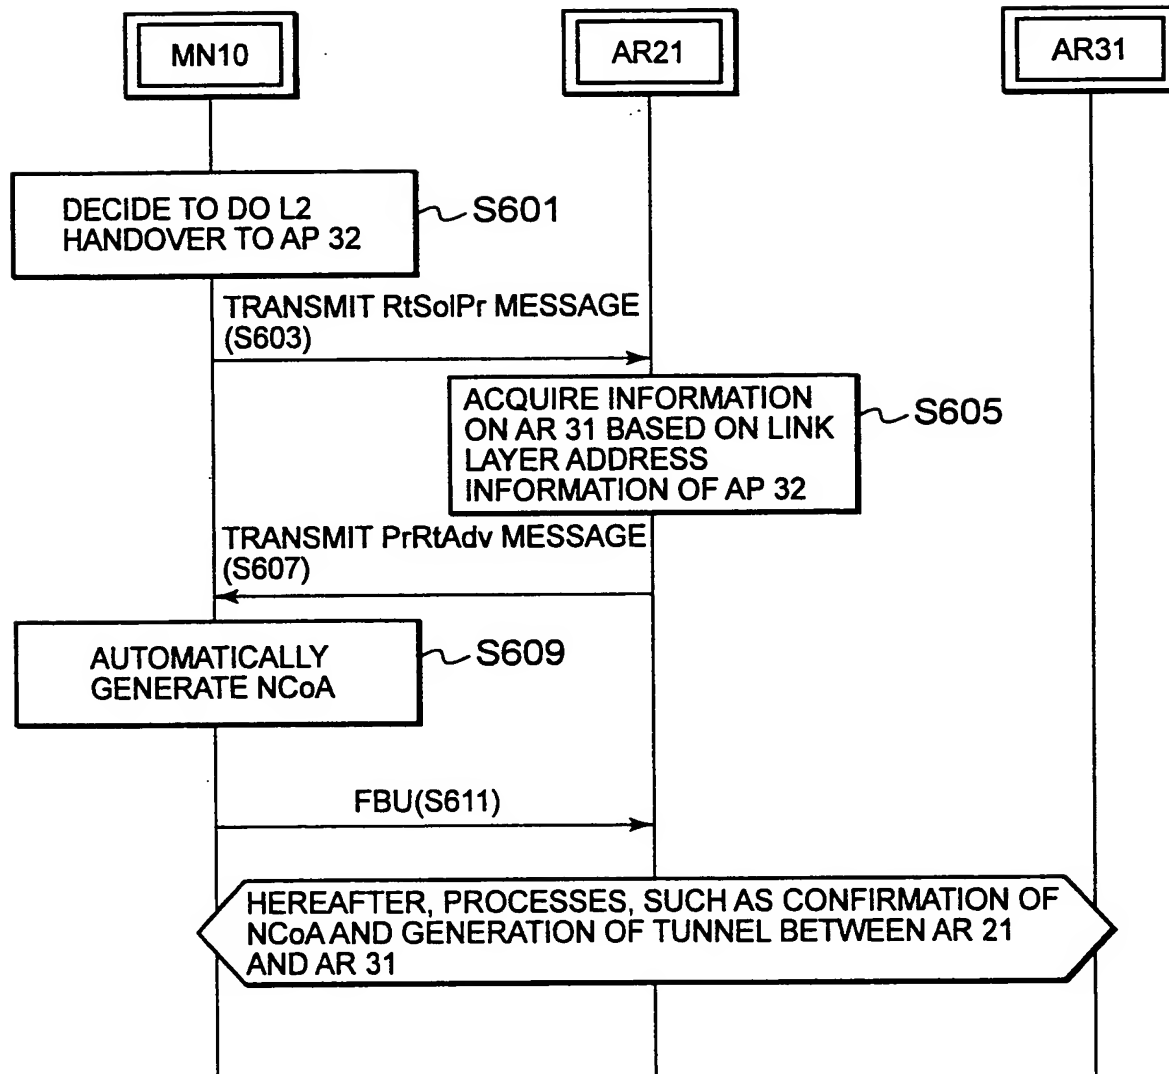 MN10
AR21
AR31
DECIDE TO DO L2
HANDOVER TO AP 32
S601
TRANSMIT RtSolPr MESSAGE
(S603)
ACQUIRE INFORMATION
ON AR 31 BASED ON LINK
LAYER ADDRESS
INFORMATION OF AP 32
S605
TRANSMIT PrRtAdv MESSAGE
(S607)
AUTOMATICALLY
GENERATE NCoA
S609
FBU(S611)
HEREAFTER, PROCESSES, SUCH AS CONFIRMATION OF
NCoA AND GENERATION OF TUNNEL BETWEEN AR 21
AND AR 31